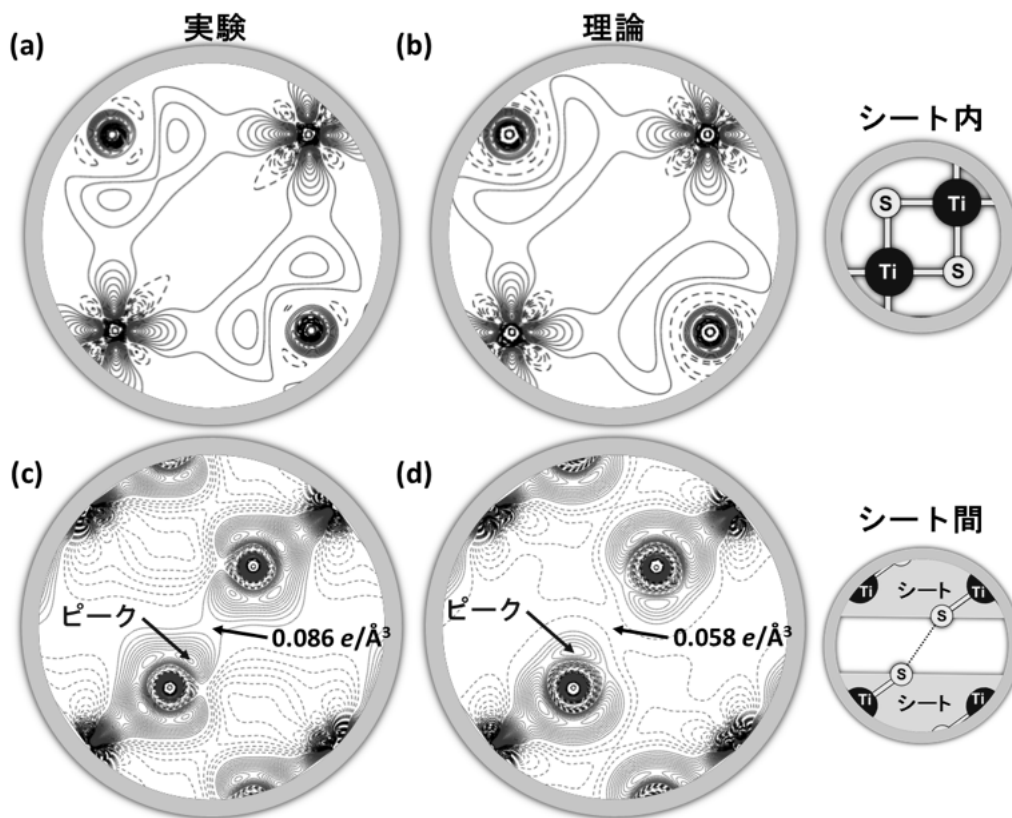 実験
理論
(a)
(b)
シート内
S
Ti
Ti
S
(c)
(d)
シート間
ピーク
0.086 e/Å³
ピーク
0.058 e/Å³
Ti
シート
Ti
S
S
Ti
シート
Ti